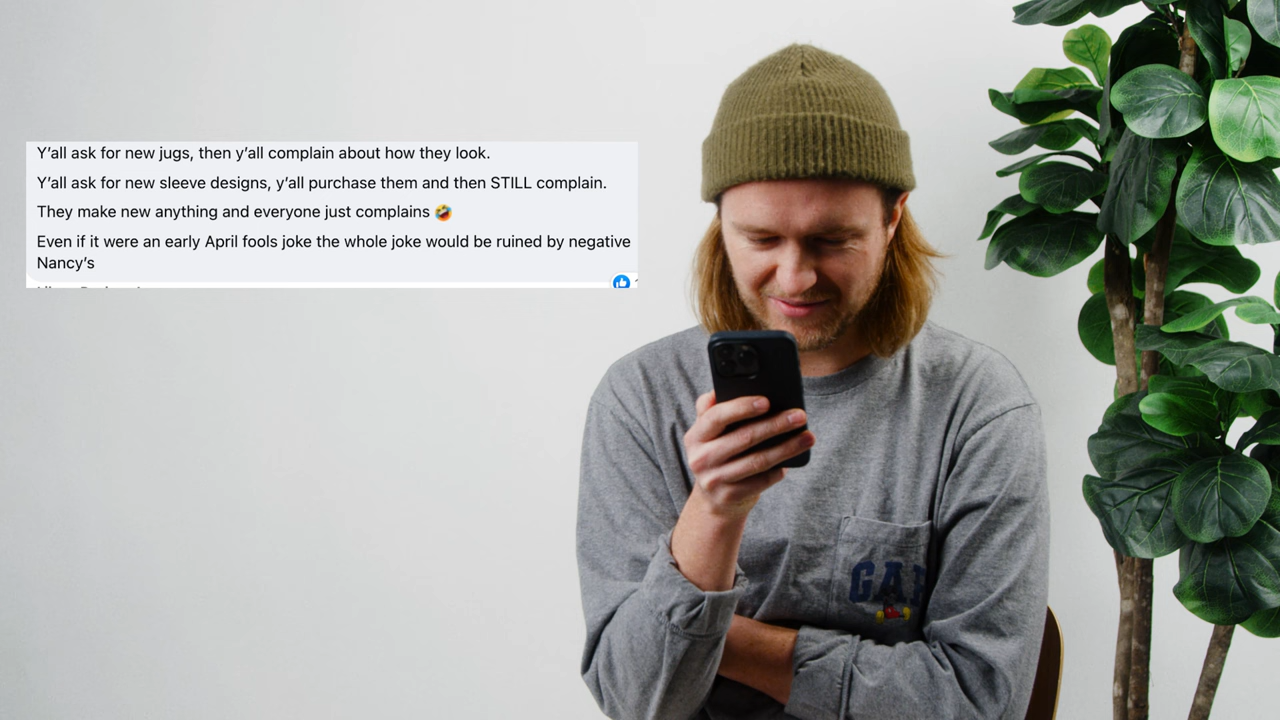 Y’all ask for new jugs, then y’all complain about how they look.
Y’all ask for new sleeve designs, y’all purchase them and then STILL complain.
They make new anything and everyone just complains 🤣
Even if it were an early April fools joke the whole joke would be ruined by negative
Nancy’s
GAP